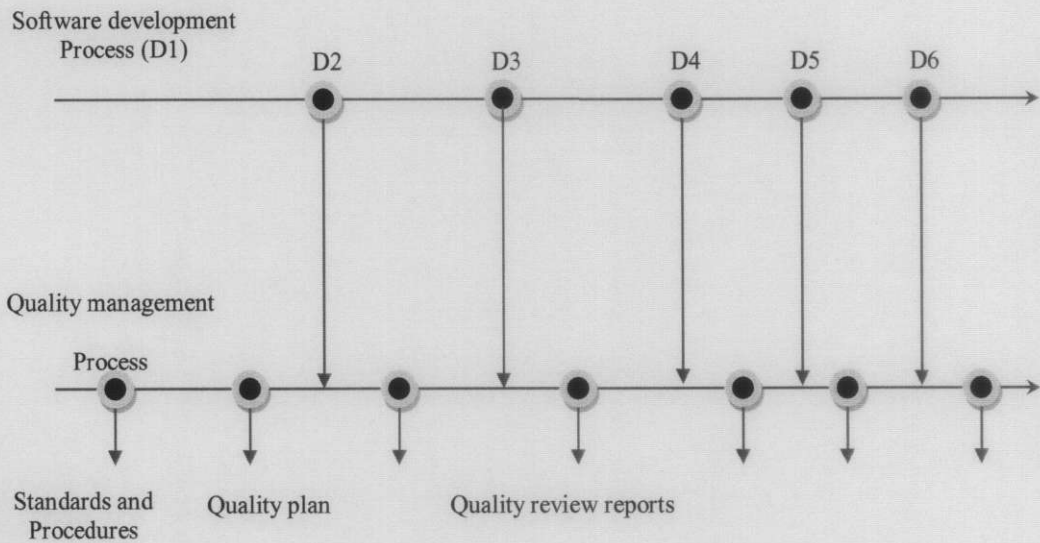 Software development
Process (D1)
D2
D3
D4
D5
D6
Quality management
Process
Standards and
Procedures
Quality plan
Quality review reports